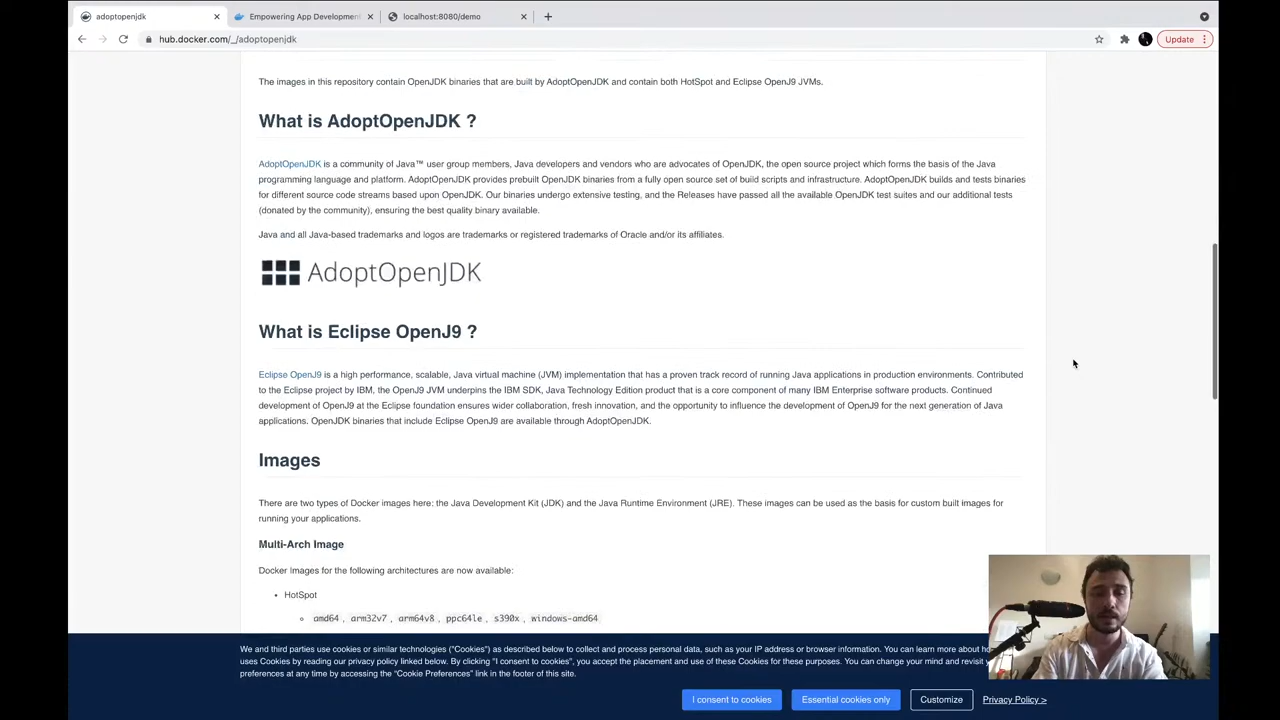 adoptopenjdk
Empowering App Development
localhost:8080/demo
hub.docker.com/_/adoptopenjdk
Update
The images in this repository contain OpenJDK binaries that are built by AdoptOpenJDK and contain both HotSpot and Eclipse OpenJ9 JVMs.
What is AdoptOpenJDK ?
AdoptOpenJDK is a community of Java™ user group members, Java developers and vendors who are advocates of OpenJDK, the open source project which forms the basis of the Java
programming language and platform. AdoptOpenJDK provides prebuilt OpenJDK binaries from a fully open source set of build scripts and infrastructure. AdoptOpenJDK builds and tests binaries
for different source code streams based upon OpenJDK. Our binaries undergo extensive testing, and the Releases have passed all the available OpenJDK test suites and our additional tests
(donated by the community), ensuring the best quality binary available.
Java and all Java-based trademarks and logos are trademarks or registered trademarks of Oracle and/or its affiliates.
AdoptOpenJDK
What is Eclipse OpenJ9 ?
Eclipse OpenJ9 is a high performance, scalable, Java virtual machine (JVM) implementation that has a proven track record of running Java applications in production environments. Contributed
to the Eclipse project by IBM, the OpenJ9 JVM underpins the IBM SDK, Java Technology Edition product that is a core component of many IBM Enterprise software products. Continued
development of OpenJ9 at the Eclipse foundation ensures wider collaboration, fresh innovation, and the opportunity to influence the development of OpenJ9 for the next generation of Java
applications. OpenJDK binaries that include Eclipse OpenJ9 are available through AdoptOpenJDK.
Images
There are two types of Docker images here: the Java Development Kit (JDK) and the Java Runtime Environment (JRE). These images can be used as the basis for custom built images for
running your applications.
Multi-Arch Image
Docker Images for the following architectures are now available:
• HotSpot
◦ amd64 , arm32v7 , arm64v8 , ppc64le , s390x , windows-amd64
We and third parties use cookies or similar technologies ("Cookies") as described below to collect and process personal data, such as your IP address or browser information. You can learn more about ho
uses Cookies by reading our privacy policy linked below. By clicking "I consent to cookies", you accept the placement and use of these Cookies for these purposes. You can change your mind and revisit y
preferences at any time by accessing the "Cookie Preferences" link in the footer of this site.
I consent to cookies
Essential cookies only
Customize
Privacy Policy >